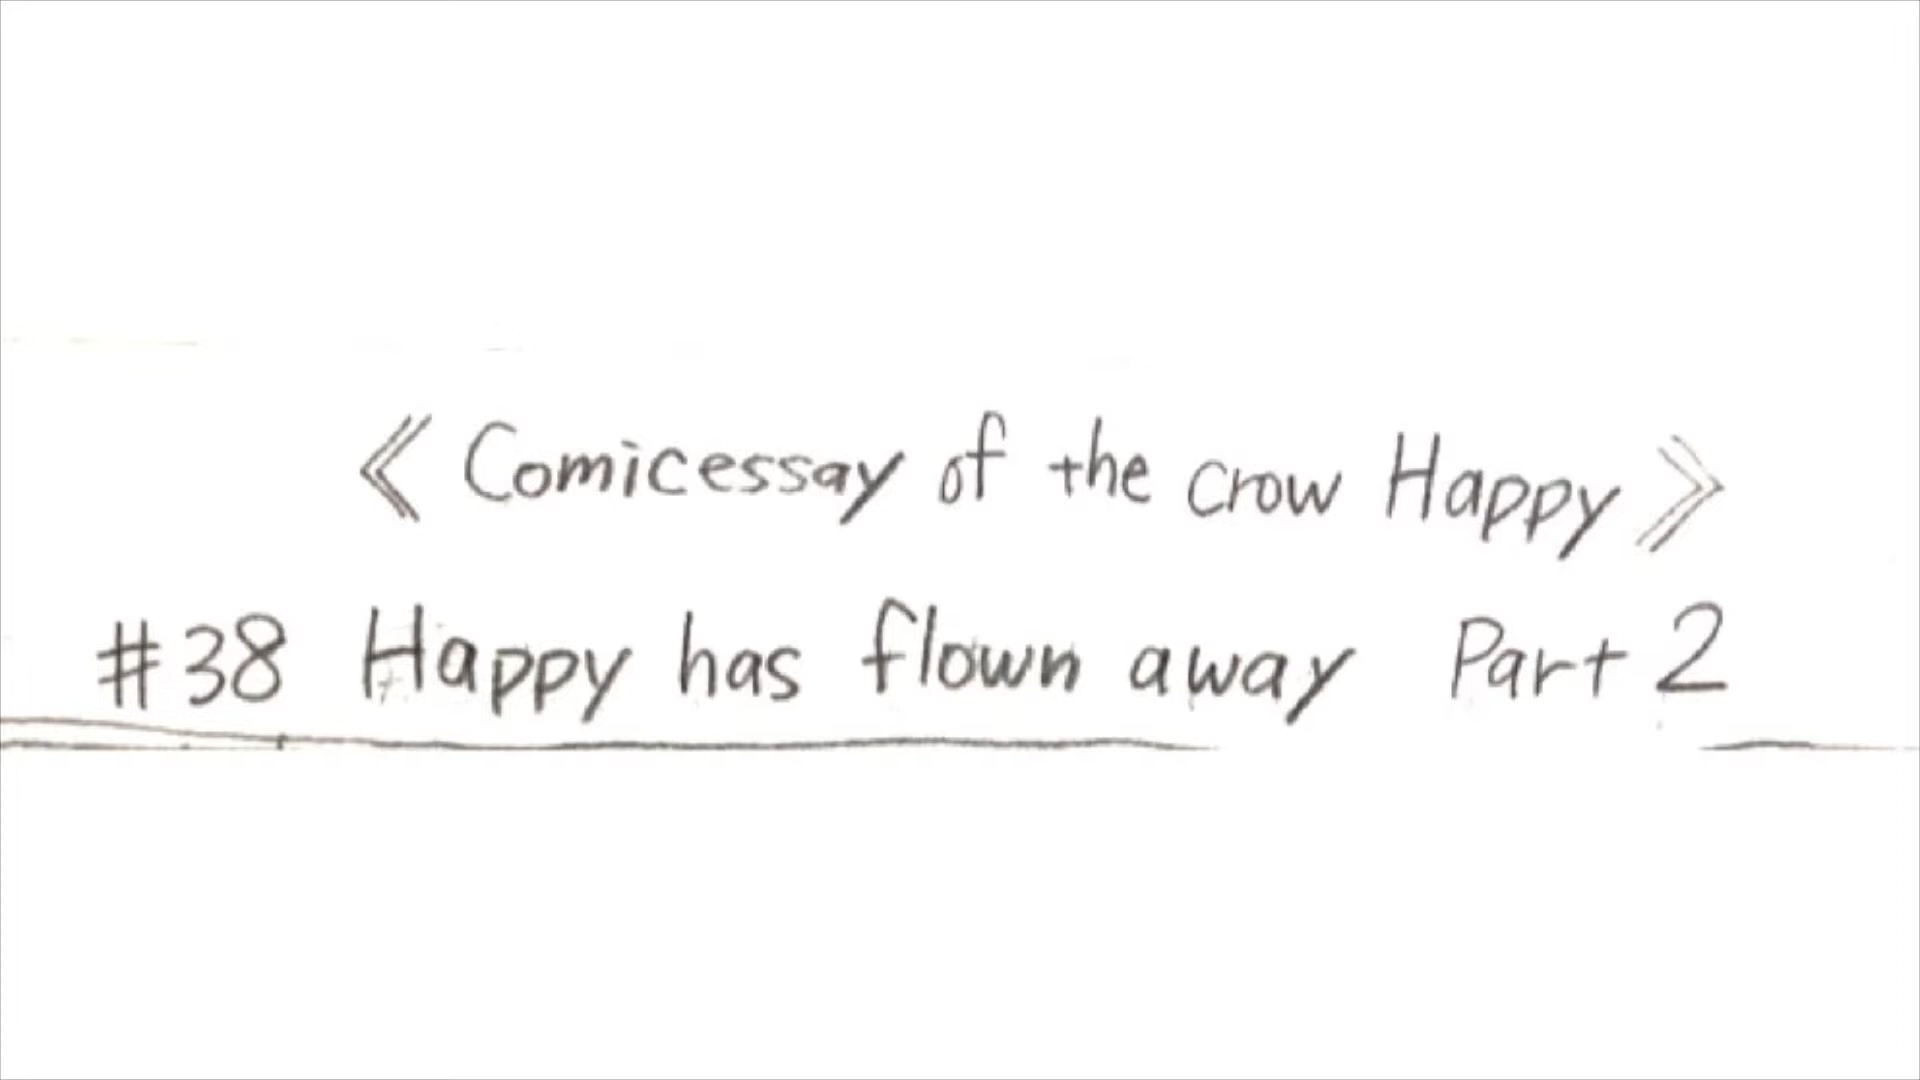 《 Comicessay of the crow Happy 》
#38 Happy has flown away Part 2